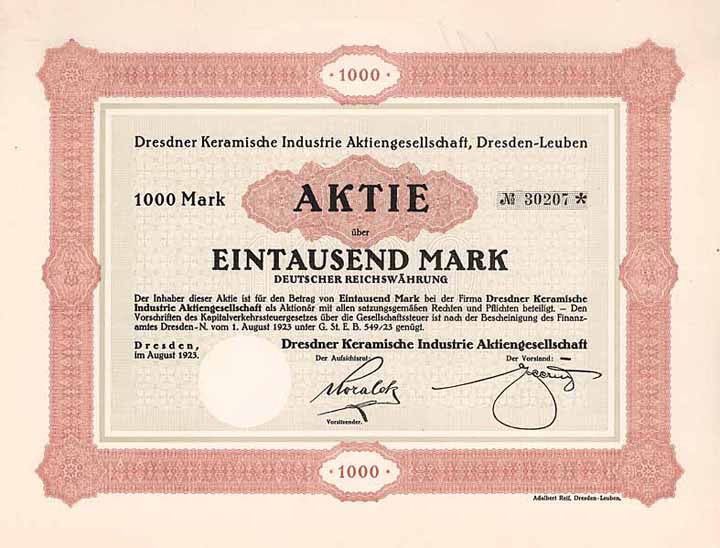 1000
Dresdner Keramische Industrie Aktiengesellschaft, Dresden-Leuben
1000 Mark
AKTIE
№ 30207 *
über
EINTAUSEND MARK
DEUTSCHER REICHSWÄHRUNG
Der Inhaber dieser Aktie ist für den Betrag von Eintausend Mark bei der Firma Dresdner Keramische
Industrie Aktiengesellschaft als Aktionär mit allen satzungsgemäßen Rechten und Pflichten beteiligt. – Den
Vorschriften des Kapitalverkehrssteuergesetzes über die Gesellschaftssteuer ist nach der Bescheinigung des Finanz-
amtes Dresden-N. vom 1. August 1923 unter G. St. E. B. 549/23 genügt.
Dresden,
im August 1923.
Dresdner Keramische Industrie Aktiengesellschaft
Der Aufsichtsrat:
Der Vorstand:
Vorsitzender.
1000
Adalbert Reif, Dresden-Leuben.